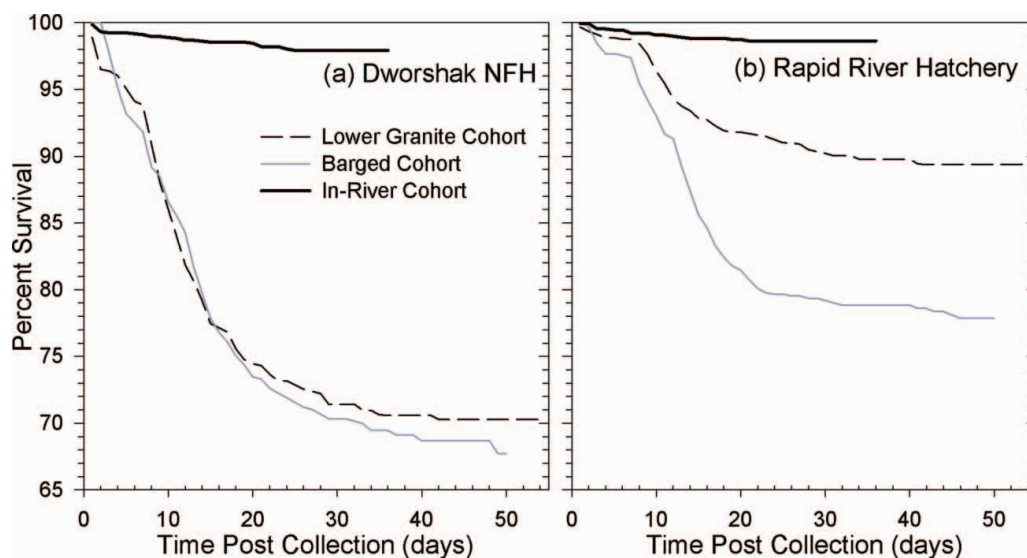 100
95
90
85
80
75
70
65
Percent Survival
(a) Dworshak NFH
Lower Granite Cohort
Barged Cohort
In-River Cohort
0 10 20 30 40 50
Time Post Collection (days)
(b) Rapid River Hatchery
0 10 20 30 40 50
Time Post Collection (days)